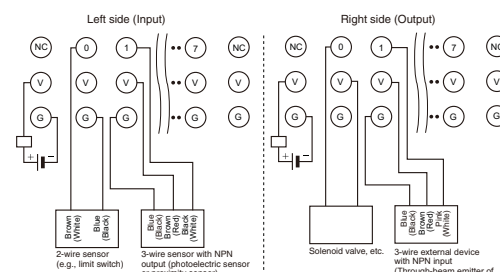 Left side (Input)
NC 0 1 •• 7 NC
V V V •• V V
G G G •• G G
+ −
Brown
(White)
Blue
(Black)
Blue
(Black)
Brown
(Red)
Black
(White)
2-wire sensor
(e.g., limit switch)
3-wire sensor with NPN
output (photoelectric sensor
or proximity sensor)
Right side (Output)
NC 0 1 •• 7 NC
V V V •• V V
G G G •• G G
+ −
Blue
(Black)
Brown
(Red)
Pink
(White)
Solenoid valve, etc.
3-wire external device
with NPN input
(Through-beam emitter of